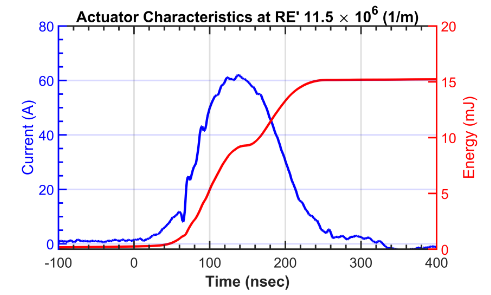 Actuator Characteristics at RE' 11.5 × 10⁶ (1/m)
80
60
40
20
0
Current (A)
20
15
10
5
0
Energy (mJ)
-100 0 100 200 300 400
Time (nsec)